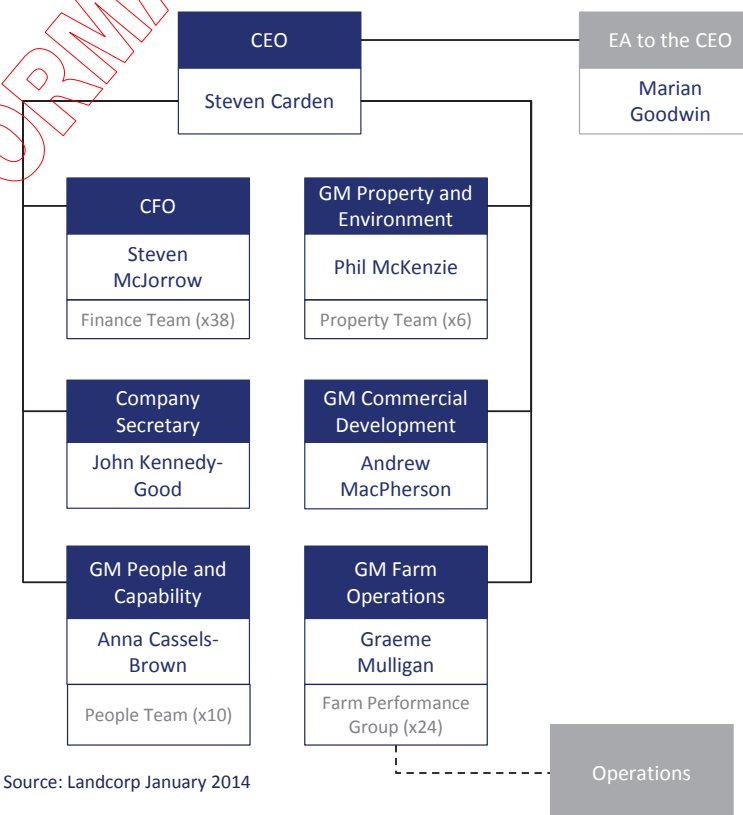 CEO
Steven Carden
EA to the CEO
Marian
Goodwin
CFO
Steven
McJorrow
Finance Team (x38)
GM Property and
Environment
Phil McKenzie
Property Team (x6)
Company
Secretary
John Kennedy-
Good
GM Commercial
Development
Andrew
MacPherson
GM People and
Capability
Anna Cassels-
Brown
People Team (x10)
GM Farm
Operations
Graeme
Mulligan
Farm Performance
Group (x24)
Operations
Source: Landcorp January 2014
ORMA